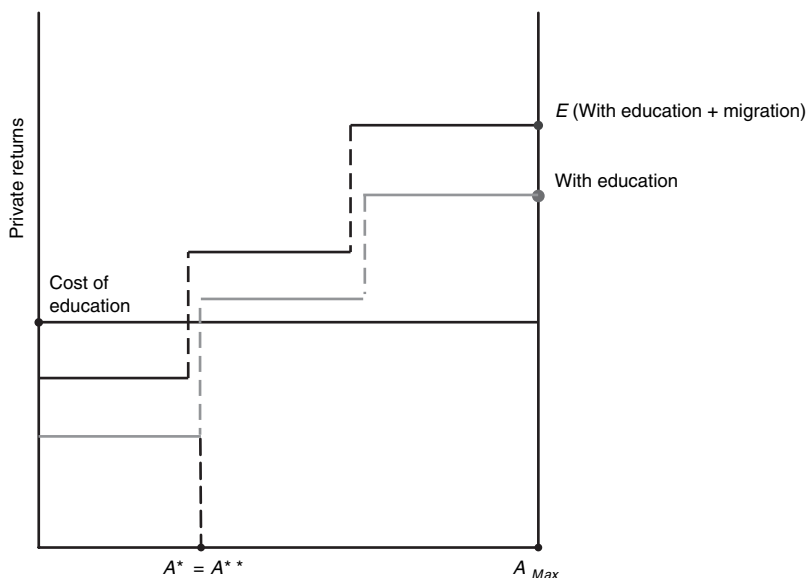 Private returns
E (With education + migration)
With education
Cost of
education
A* = A**
A Max